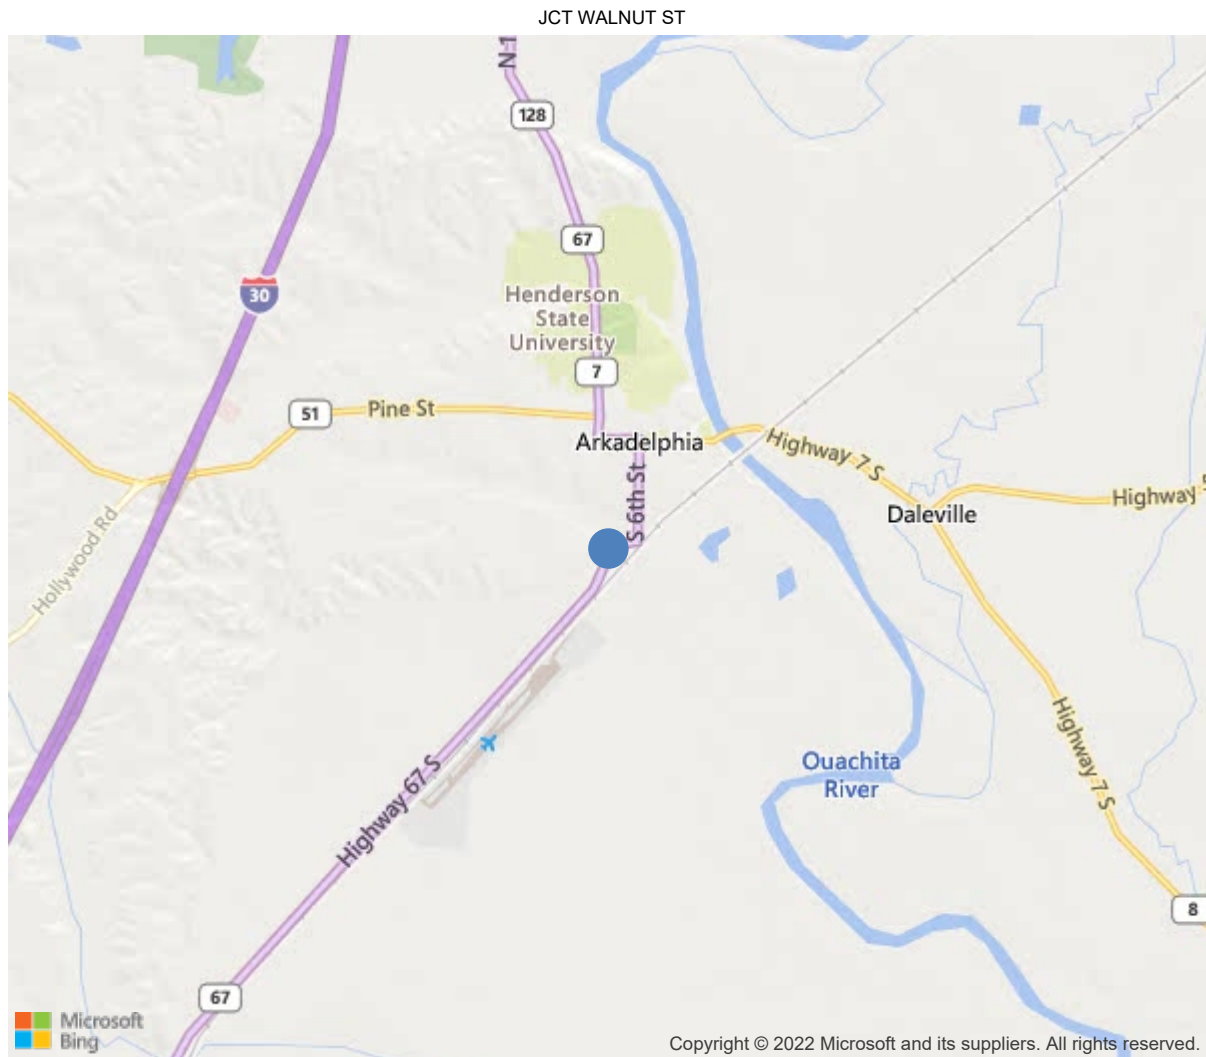 JCT WALNUT ST
N 1
128
67
30
Henderson
State
University
7
51
Pine St
Arkadelphia
Highway 7 S
S 6th St
Highway
Daleville
Hollywood Rd
Ouachita
River
Highway 7 S
Highway 67 S
8
67
Microsoft
Bing
Copyright © 2022 Microsoft and its suppliers. All rights reserved.